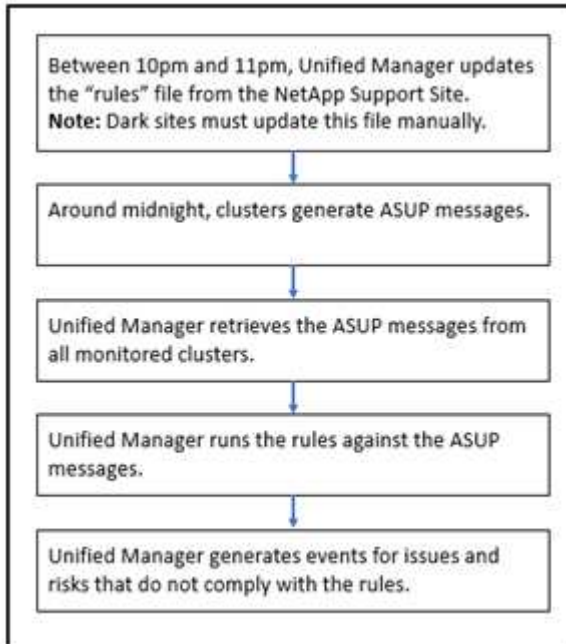 Between 10pm and 11pm, Unified Manager updates
the “rules” file from the NetApp Support Site.
Note: Dark sites must update this file manually.
Around midnight, clusters generate ASUP messages.
Unified Manager retrieves the ASUP messages from
all monitored clusters.
Unified Manager runs the rules against the ASUP
messages.
Unified Manager generates events for issues and
risks that do not comply with the rules.